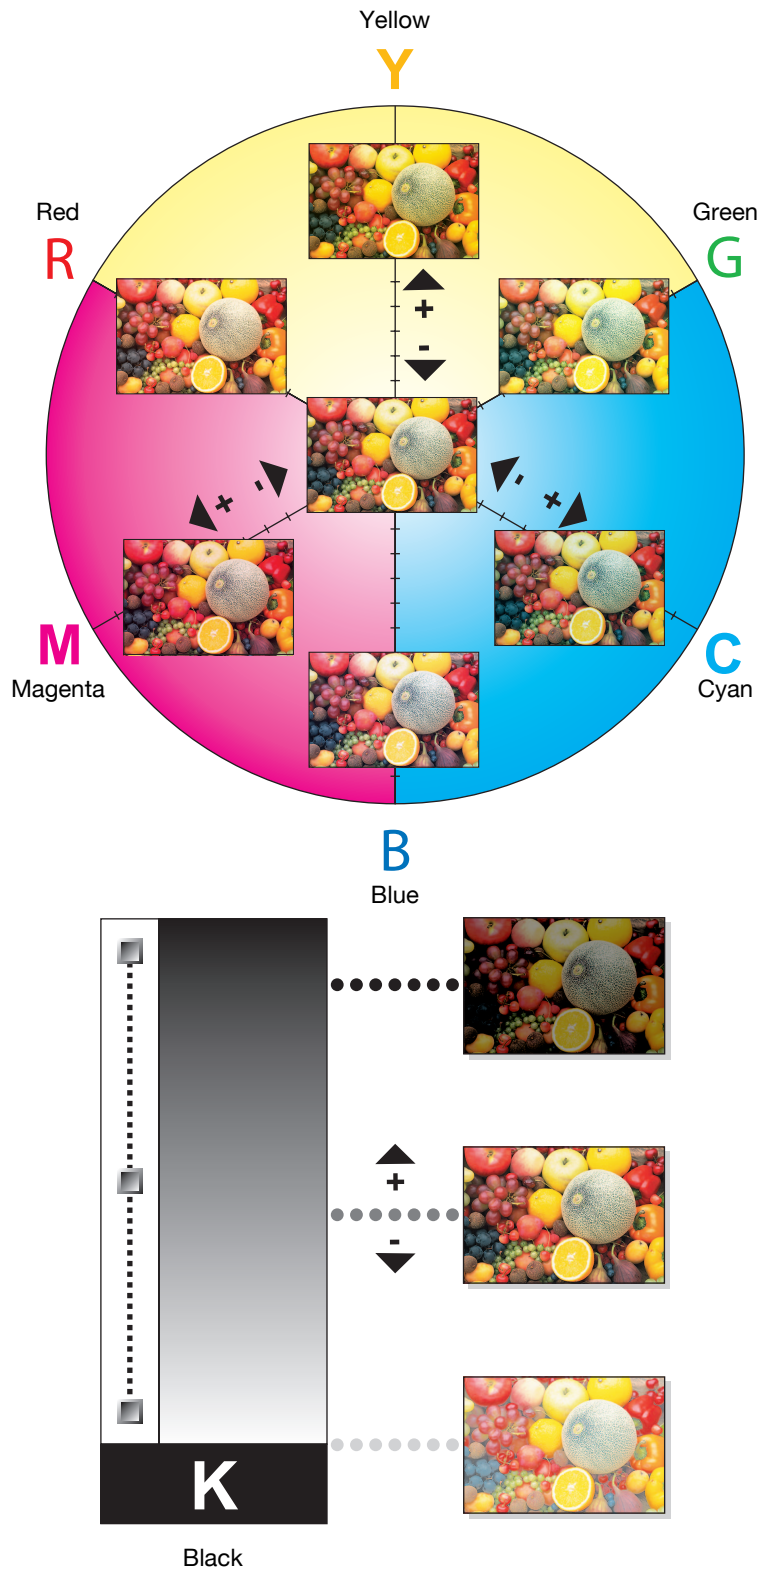 Yellow
Y
Red
R
Green
G
+
-
- +
+ -
M
Magenta
C
Cyan
B
Blue
+
-
K
Black